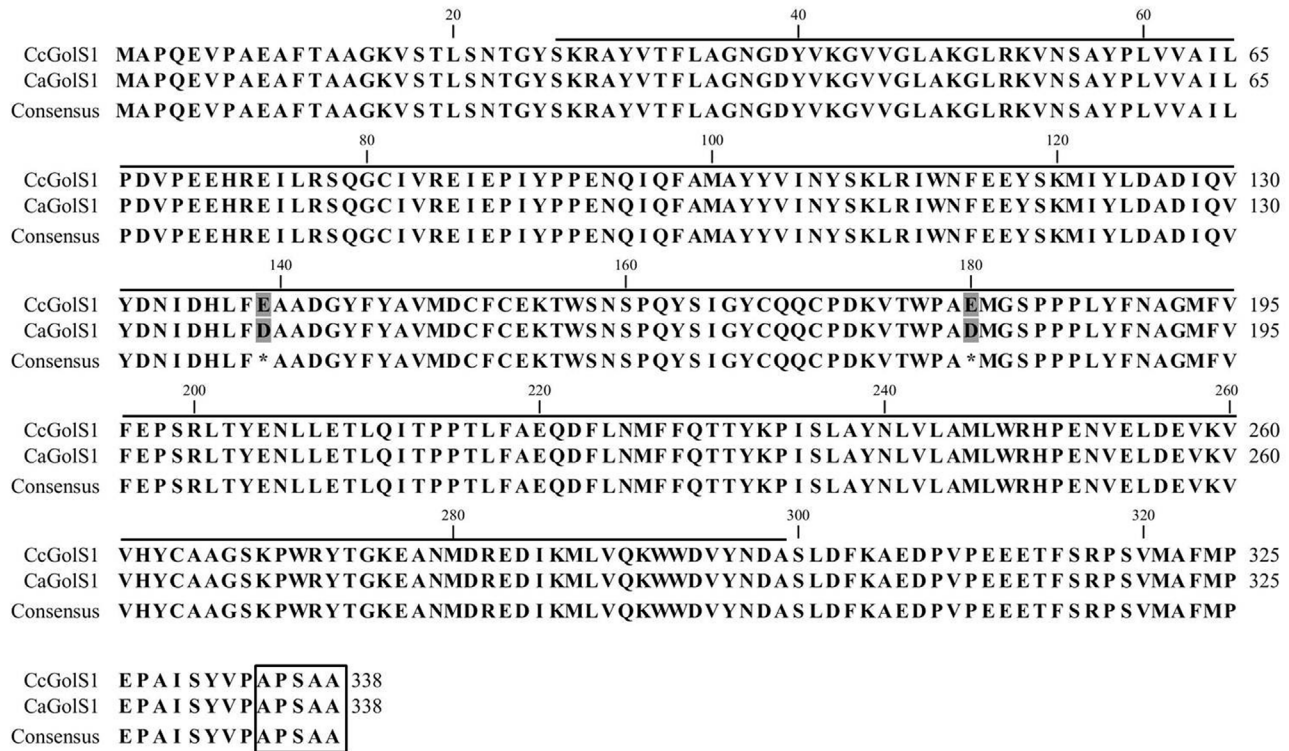 20 40 60
CcGolS1 MAPQEVPAEAFTAAGKVSTLSNTGYSKRAYVTFLAGNGDYVKGVVGLAKGLRKVNSAYPLVVAIL 65
CaGolS1 MAPQEVPAEAFTAAGKVSTLSNTGYSKRAYVTFLAGNGDYVKGVVGLAKGLRKVNSAYPLVVAIL 65
Consensus MAPQEVPAEAFTAAGKVSTLSNTGYSKRAYVTFLAGNGDYVKGVVGLAKGLRKVNSAYPLVVAIL
80 100 120
CcGolS1 PDVPEEHREILRSQGCIVREIEPIYPPENQIQFAMAYYVINYSKLRIWNFEEYSKMIYLDADIQV 130
CaGolS1 PDVPEEHREILRSQGCIVREIEPIYPPENQIQFAMAYYVINYSKLRIWNFEEYSKMIYLDADIQV 130
Consensus PDVPEEHREILRSQGCIVREIEPIYPPENQIQFAMAYYVINYSKLRIWNFEEYSKMIYLDADIQV
140 160 180
CcGolS1 YDNIDHLFEAADGYFYAVMDCFCEKTWSNSPQYSIGYCQQCPDKVTWPAEMGSPPPLYFNAGMFV 195
CaGolS1 YDNIDHLFDAADGYFYAVMDCFCEKTWSNSPQYSIGYCQQCPDKVTWPADMGSPPPLYFNAGMFV 195
Consensus YDNIDHLF*AADGYFYAVMDCFCEKTWSNSPQYSIGYCQQCPDKVTWPA*MGSPPPLYFNAGMFV
200 220 240 260
CcGolS1 FEPSRLTYENLLETLQITPPTLFAEQDFLNMFFQTTYKPISLAYNLVLAMLWRHPENVELDEVKV 260
CaGolS1 FEPSRLTYENLLETLQITPPTLFAEQDFLNMFFQTTYKPISLAYNLVLAMLWRHPENVELDEVKV 260
Consensus FEPSRLTYENLLETLQITPPTLFAEQDFLNMFFQTTYKPISLAYNLVLAMLWRHPENVELDEVKV
280 300 320
CcGolS1 VHYCAAGSKPWRYTGKEANMDREDIKMLVQKWWDVYNDASLDFKAEDPVPEEETFSRPSVMAFMP 325
CaGolS1 VHYCAAGSKPWRYTGKEANMDREDIKMLVQKWWDVYNDASLDFKAEDPVPEEETFSRPSVMAFMP 325
Consensus VHYCAAGSKPWRYTGKEANMDREDIKMLVQKWWDVYNDASLDFKAEDPVPEEETFSRPSVMAFMP
CcGolS1 EPAISYVPAPSAA 338
CaGolS1 EPAISYVPAPSAA 338
Consensus EPAISYVPAPSAA